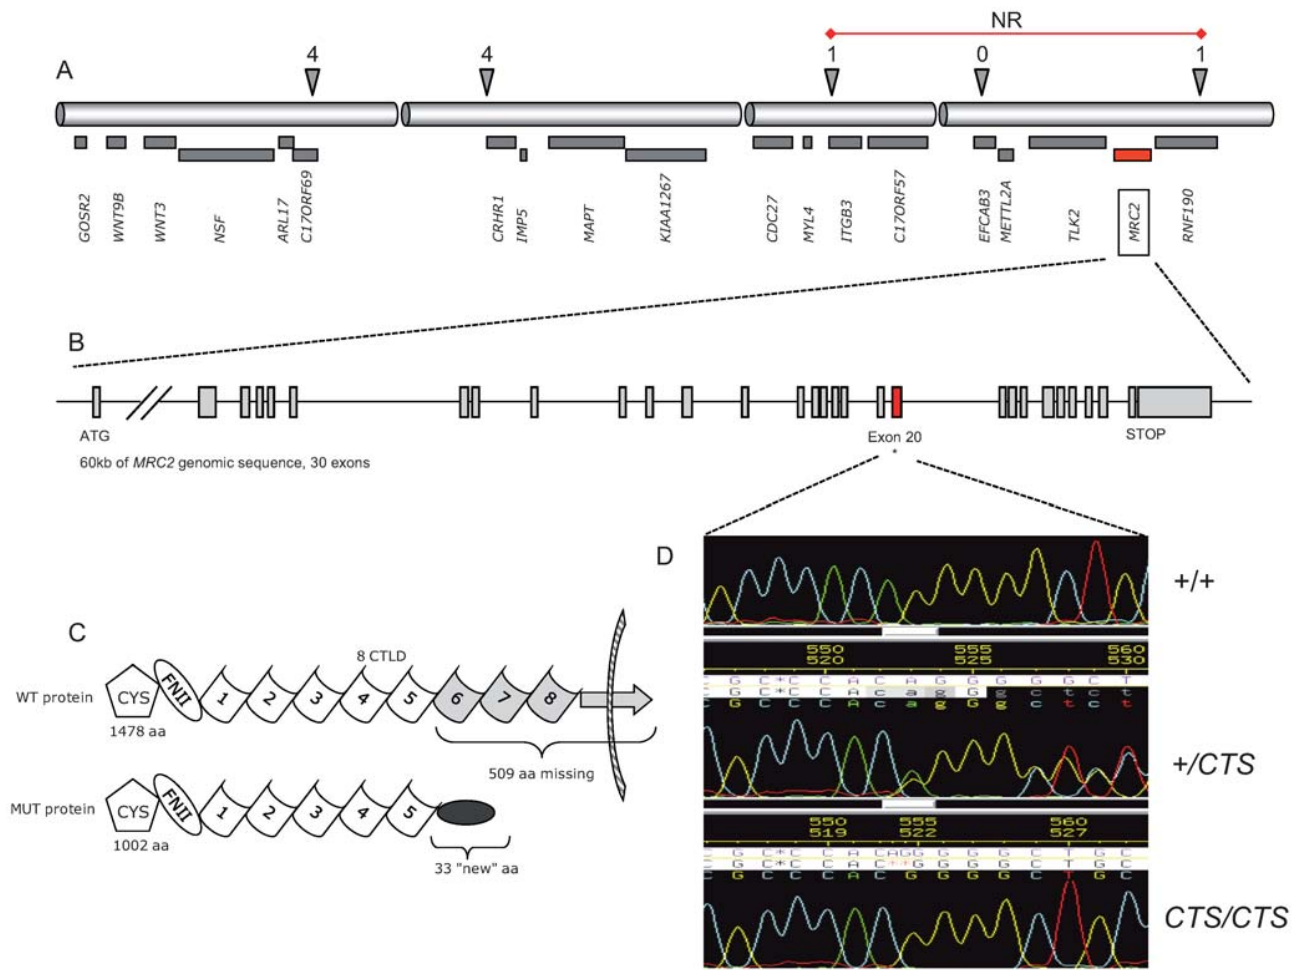 NR
4
4
1
0
1
A
GOSR2
WNT9B
WNT3
NSF
ARL17
C17ORF69
CRHR1
IMP5
MAPT
KIAA1267
CDC27
MYL4
ITGB3
C17ORF57
EFCAB3
METTL2A
TLK2
MRC2
RNF190
B
ATG
Exon 20
*
STOP
60kb of MRC2 genomic sequence, 30 exons
C
8 CTLD
WT protein
CYS
FNII
1 2 3 4 5 6 7 8
1478 aa
509 aa missing
MUT protein
CYS
FNII
1 2 3 4 5
1002 aa
33 "new" aa
D
+/+
550 555 560
520 525 530
G C * C C A C A G G G G C T
G C * C C A c a g G g c t c t
C G C C C A c a g G g c t c t
+/CTS
550 555 560
519 522 527
G C * C C A C A G G G G G C T G C
G C * C C A C * * G G G G C T G C
C G C C C A C G G G G C T G C
CTS/CTS